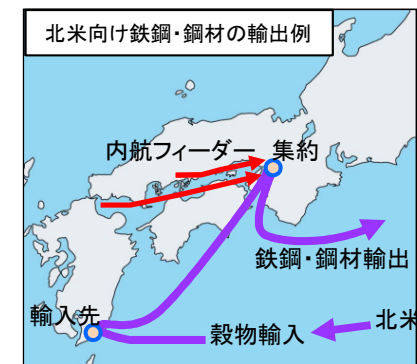 北米向け鉄鋼・鋼材の輸出例
内航フィーダー 集約
鉄鋼・鋼材輸出
輸入先
北米
穀物輸入